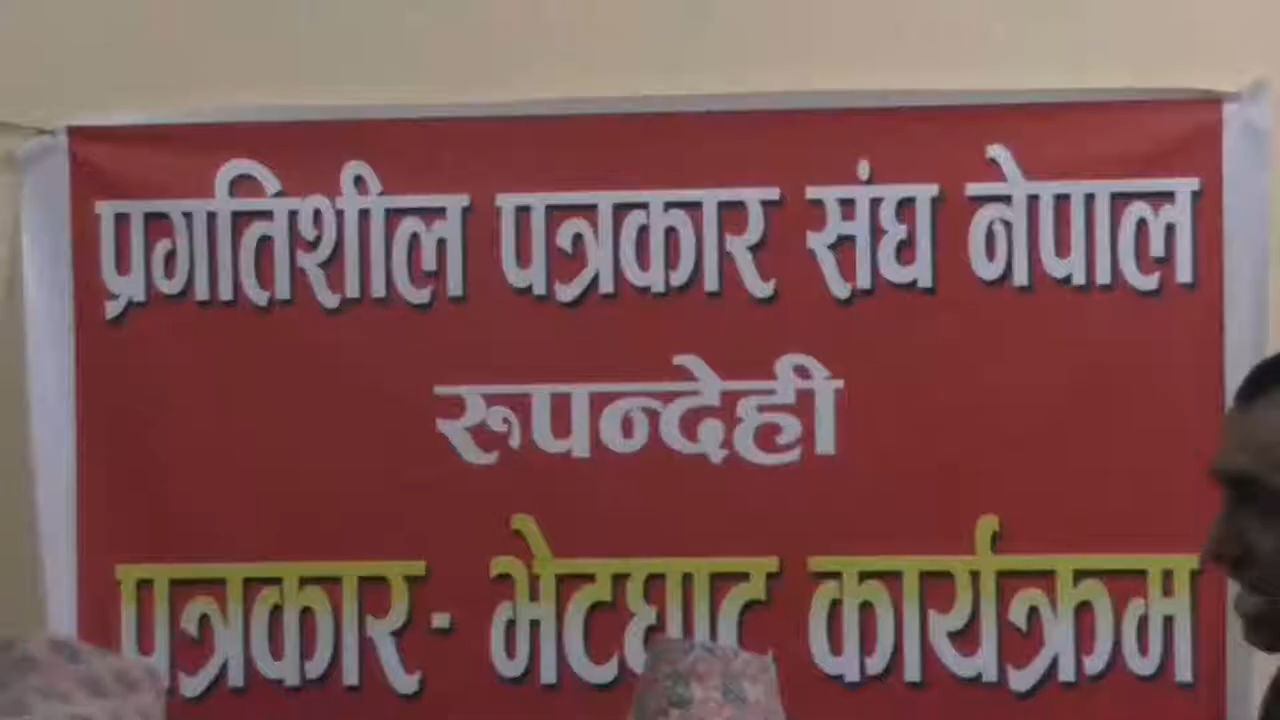 प्रगतिशील पत्रकार संघ नेपाल
रुपन्देही
पत्रकार- भेटघाट कार्यक्रम